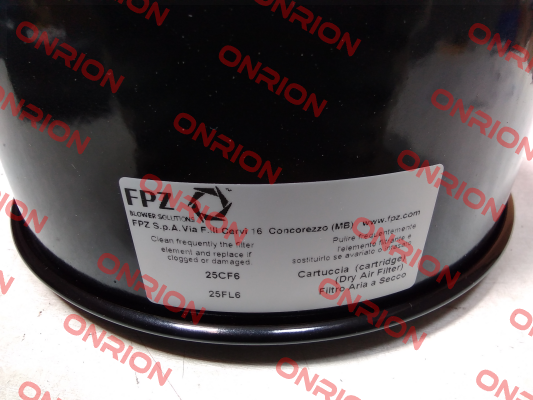 FPZ ™
BLOWER SOLUTIONS
FPZ S.p.A. Via F.lli Cervi 16 Concorezzo (MB) www.fpz.com
Clean frequently the filter
element and replace if
clogged or damaged.
25CF6
25FL6
Pulire frequentemente
l'elemento filtrante e
sostituirlo se avariato o intasato
Cartuccia (cartridge)
(Dry Air Filter)
Filtro Aria a Secco
ONRION
ONRION
ONRION
ONRION
ONRION
ONRION
ONRION
ONRION
ONRION
ONRION
ONRION
ONRION
ONRION